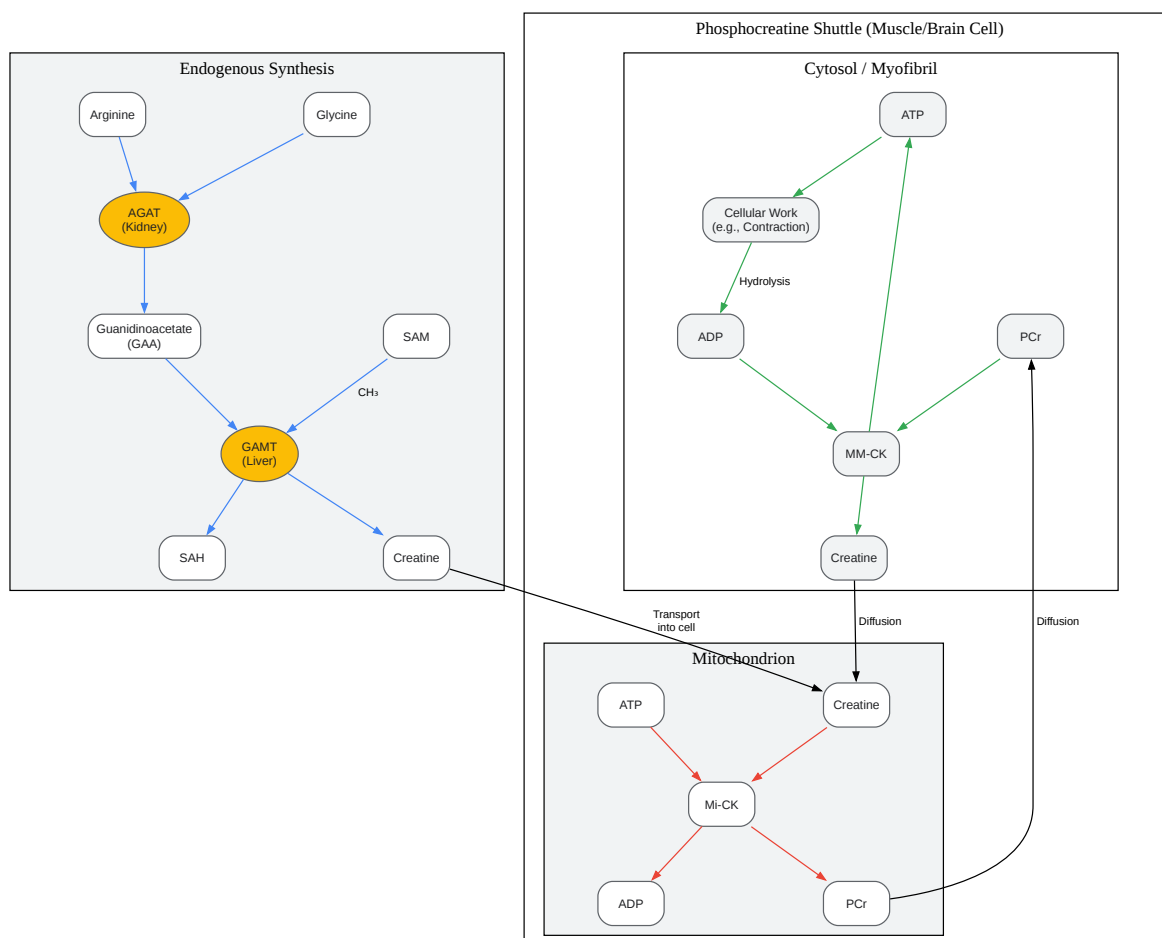 Phosphocreatine Shuttle (Muscle/Brain Cell)
Endogenous Synthesis
Cytosol / Myofibril
Arginine
Glycine
ATP
AGAT
(Kidney)
Cellular Work
(e.g., Contraction)
Hydrolysis
Guanidinoacetate
(GAA)
SAM
ADP
PCr
CH₃
GAMT
(Liver)
MM-CK
SAH
Creatine
Creatine
Transport
into cell
Diffusion
Diffusion
Mitochondrion
ATP
Creatine
Mi-CK
ADP
PCr